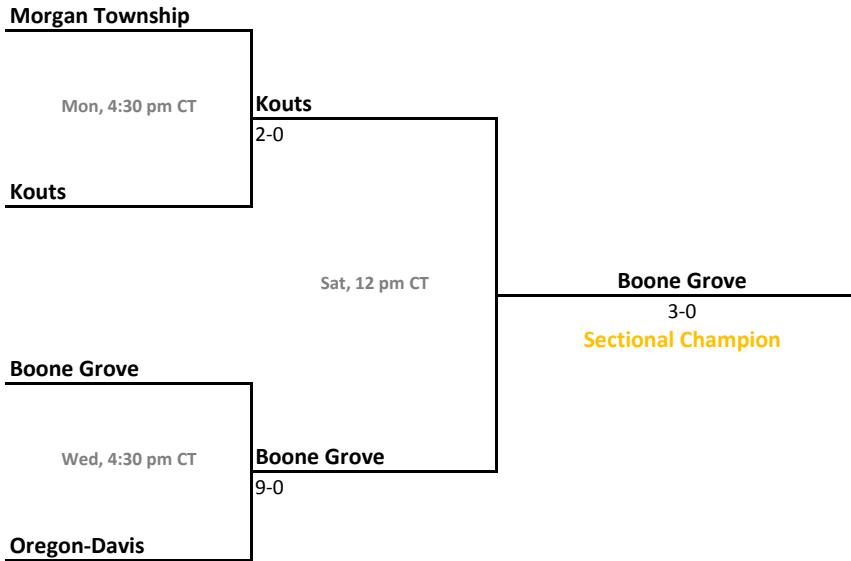 Morgan Township
Mon, 4:30 pm CT
Kouts
2-0
Kouts
Sat, 12 pm CT
Boone Grove
3-0
Sectional Champion
Boone Grove
Wed, 4:30 pm CT
Boone Grove
9-0
Oregon-Davis